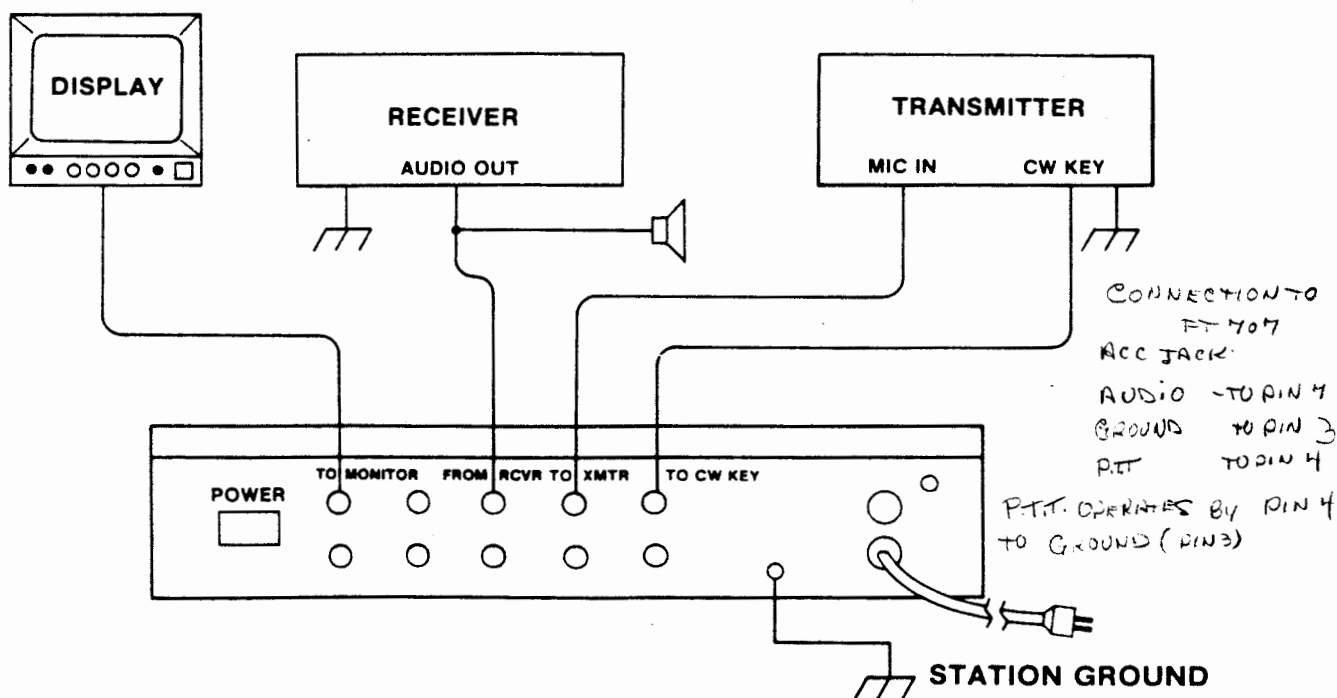 DISPLAY
RECEIVER
AUDIO OUT
TRANSMITTER
MIC IN CW KEY
CONNECTION TO
FT 707
ACC JACK
AUDIO - TO PIN 7
GROUND TO PIN 3
P.T.T TO PIN 4
P.T.T. OPERATES BY PIN 4
TO GROUND (PIN 3)
POWER
TO MONITOR FROM RCVR TO XMTR TO CW KEY
STATION GROUND